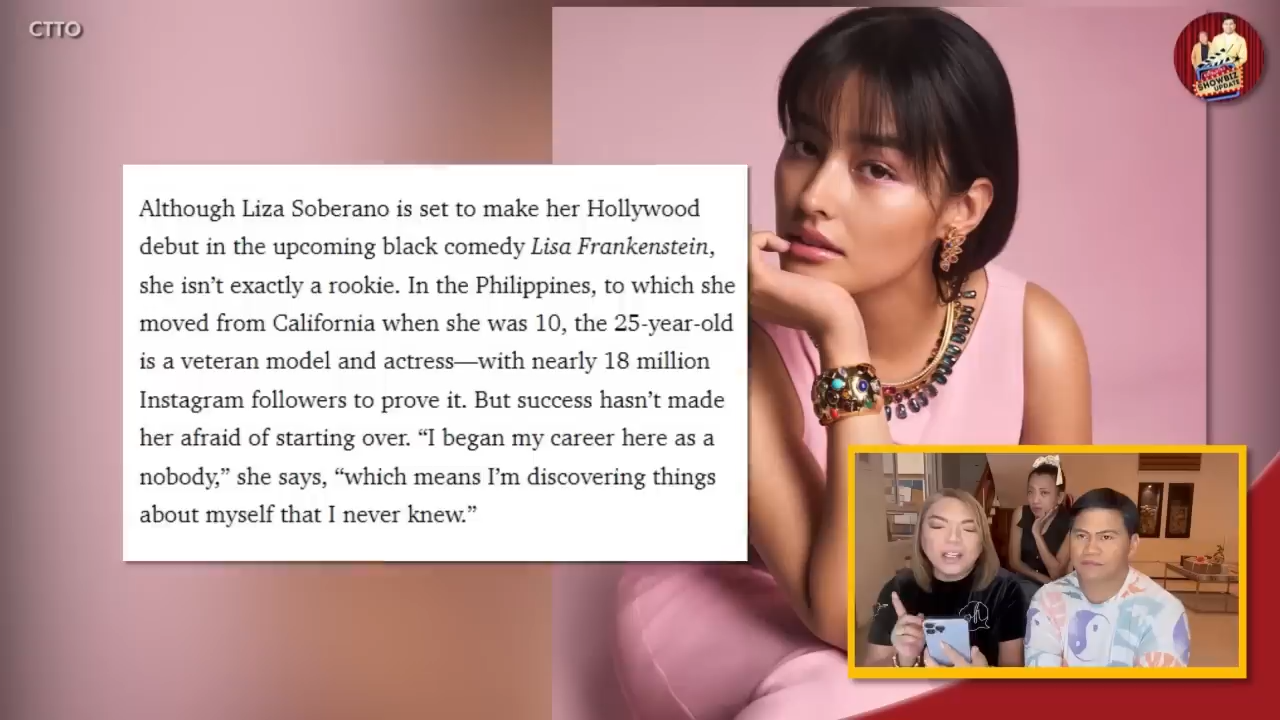 CTTO
SHOWBIZ
UPDATE
Although Liza Soberano is set to make her Hollywood
debut in the upcoming black comedy Lisa Frankenstein,
she isn't exactly a rookie. In the Philippines, to which she
moved from California when she was 10, the 25-year-old
is a veteran model and actress—with nearly 18 million
Instagram followers to prove it. But success hasn't made
her afraid of starting over. “I began my career here as a
nobody,” she says, “which means I'm discovering things
about myself that I never knew.”